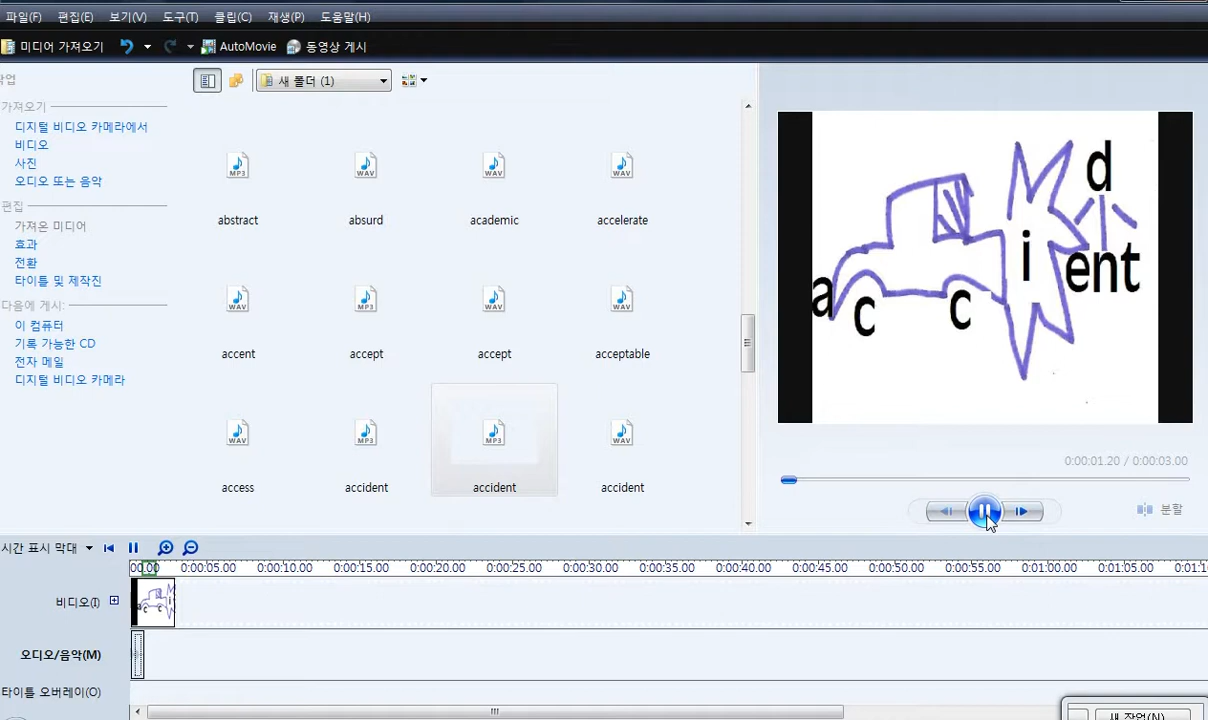 파일(F) 편집(E) 보기(V) 도구(T) 클립(C) 재생(P) 도움말(H)
미디어 가져오기 AutoMovie 동영상 게시
작업
새 폴더 (1)
가져오기
디지털 비디오 카메라에서
비디오
사진
오디오 또는 음악
편집
가져온 미디어
효과
전환
타이틀 및 제작진
다음에 게시:
이 컴퓨터
기록 가능한 CD
전자 메일
디지털 비디오 카메라
MP3 WAV WAV WAV
abstract absurd academic accelerate
WAV MP3 WAV WAV
accent accept accept acceptable
WAV MP3 MP3 WAV
access accident accident accident
a c c i d ent
0:00:01.20 / 0:00:03.00
분할
시간 표시 막대
00.00 0:00:05.00 0:00:10.00 0:00:15.00 0:00:20.00 0:00:25.00 0:00:30.00 0:00:35.00 0:00:40.00 0:00:45.00 0:00:50.00 0:00:55.00 0:01:00.00 0:01:05.00 0:01:1
비디오(I)
오디오/음악(M)
타이틀 오버레이(O)
새 작업(N)